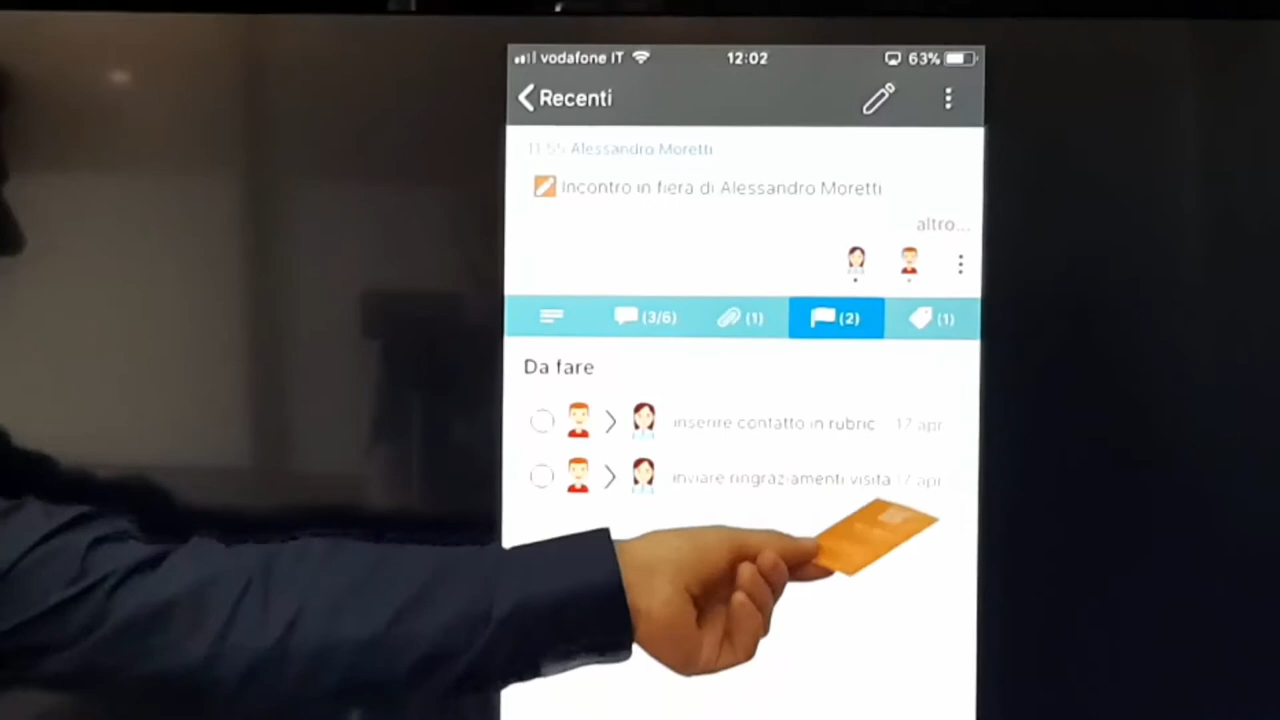 vodafone IT 12:02 63%
Recenti
11:55 Alessandro Moretti
Incontro in fiera di Alessandro Moretti
altro...
(3/6) (1) (2) (1)
Da fare
inserire contatto in rubric 17 apr
inviare ringraziamenti visita 17 apr